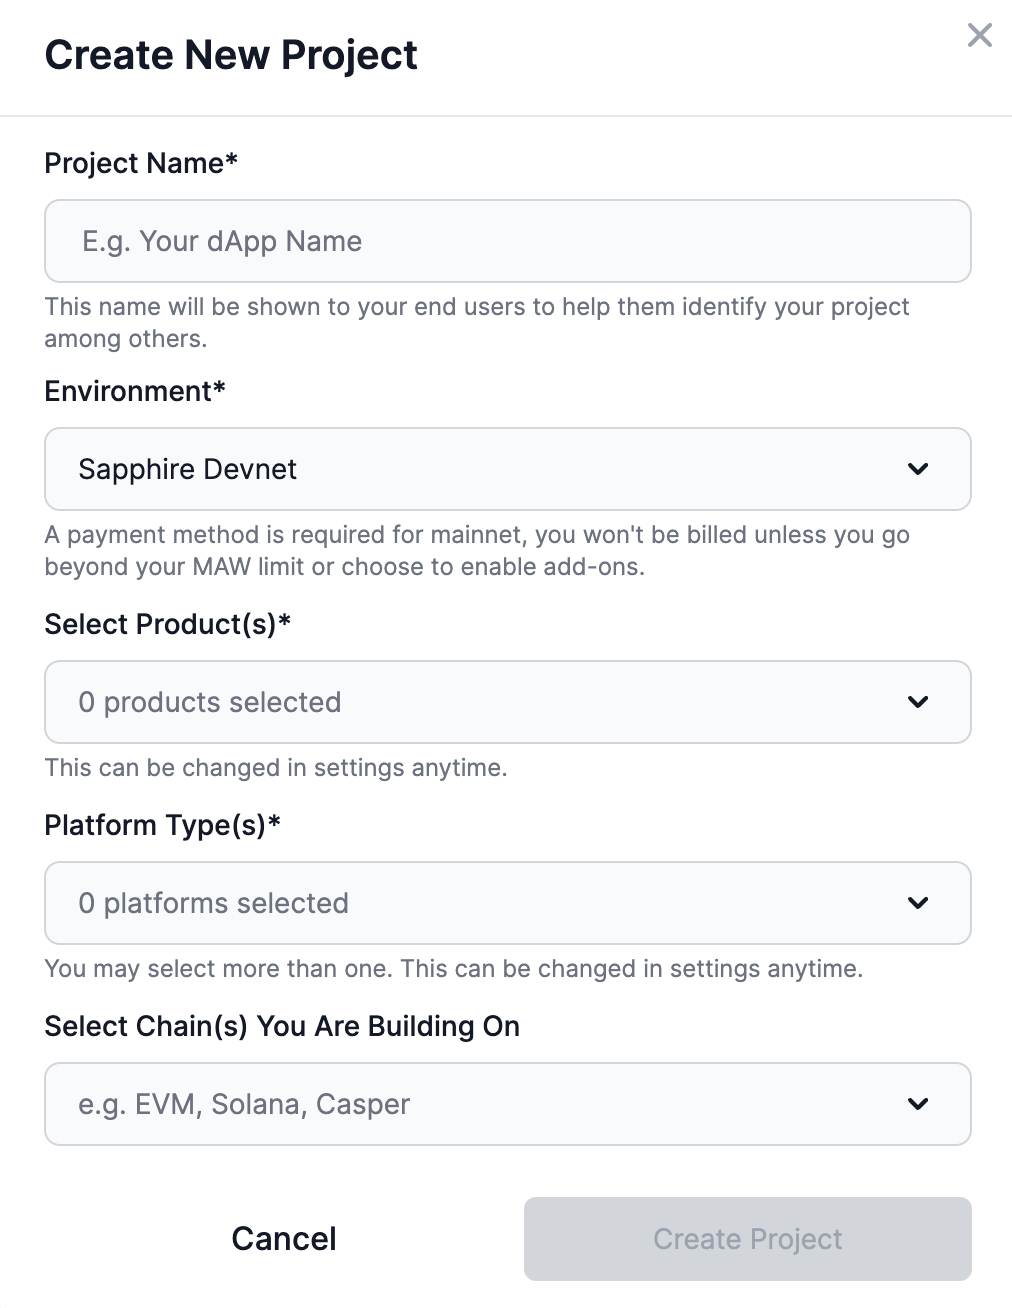 Create New Project
Project Name*
E.g. Your dApp Name
This name will be shown to your end users to help them identify your project
among others.
Environment*
Sapphire Devnet
A payment method is required for mainnet, you won't be billed unless you go
beyond your MAW limit or choose to enable add-ons.
Select Product(s)*
0 products selected
This can be changed in settings anytime.
Platform Type(s)*
0 platforms selected
You may select more than one. This can be changed in settings anytime.
Select Chain(s) You Are Building On
e.g. EVM, Solana, Casper
Cancel
Create Project